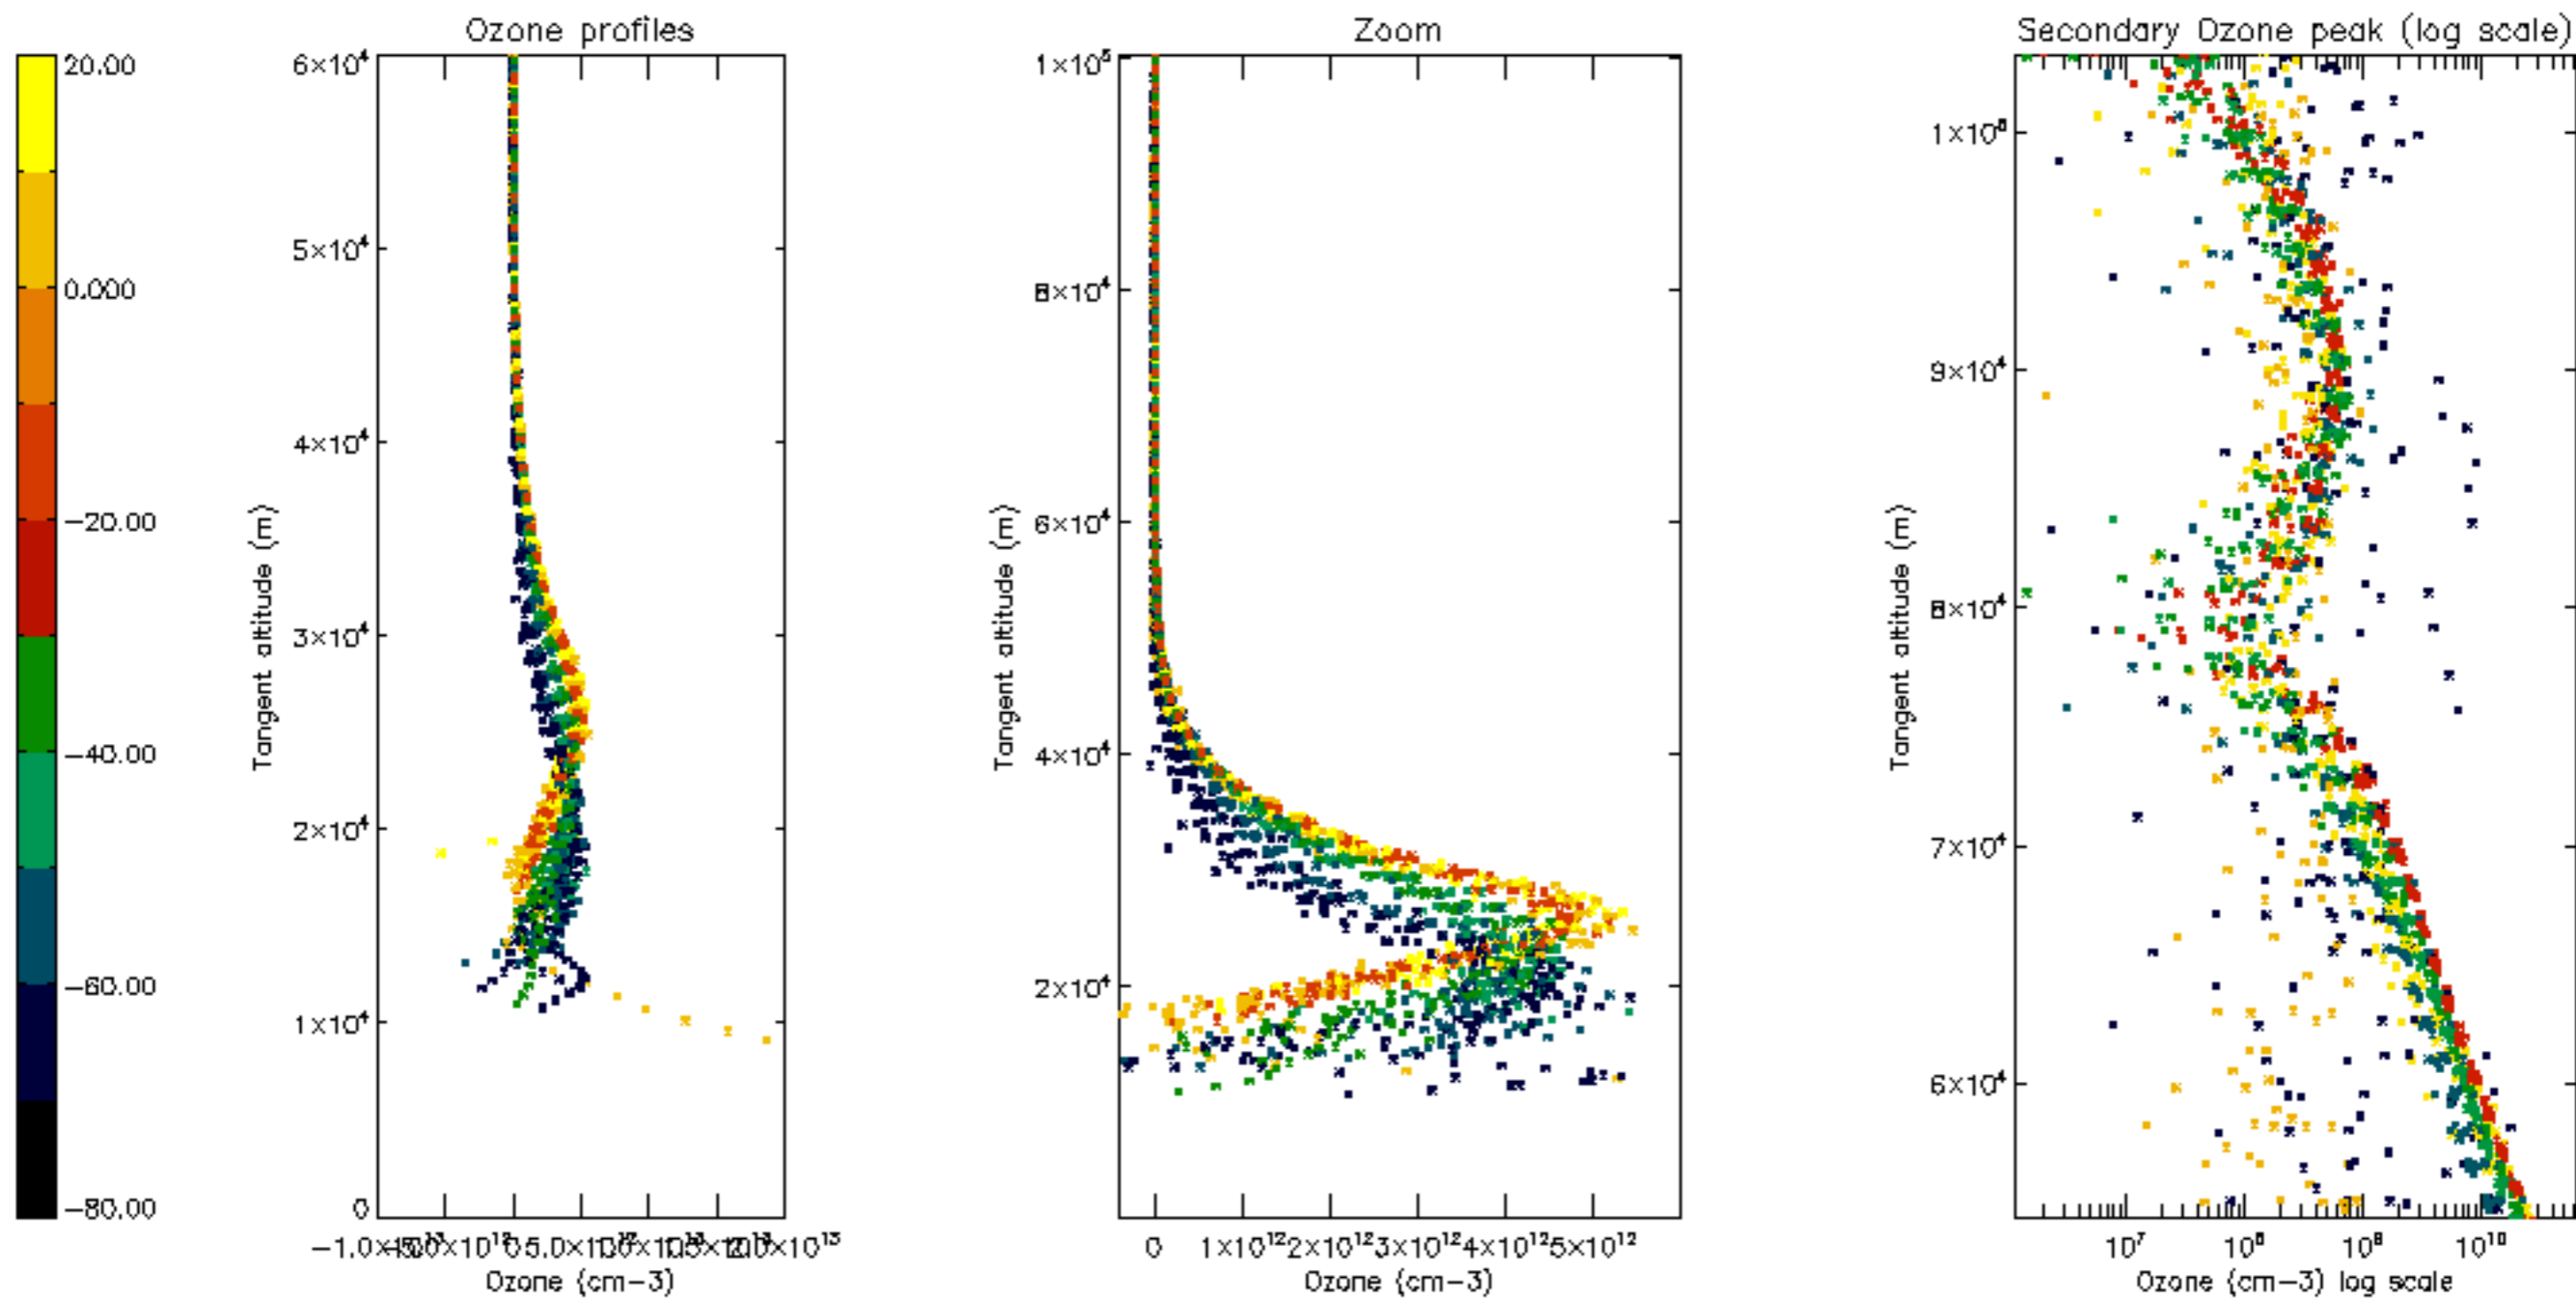 Ozone profiles
Zoom
Secondary Ozone peak (log scale)
20.00
0.000
−20.00
−40.00
−60.00
−80.00
6×10⁴
5×10⁴
4×10⁴
3×10⁴
2×10⁴
1×10⁴
0
Tangent altitude (m)
Ozone (cm−3)
1×10⁵
8×10⁴
6×10⁴
4×10⁴
2×10⁴
Tangent altitude (m)
0 1×10¹² 2×10¹² 3×10¹² 4×10¹² 5×10¹²
Ozone (cm−3)
9×10⁴
8×10⁴
7×10⁴
6×10⁴
Tangent altitude (m)
10⁷ 10⁸ 10⁹ 10¹⁰
Ozone (cm−3) log scale